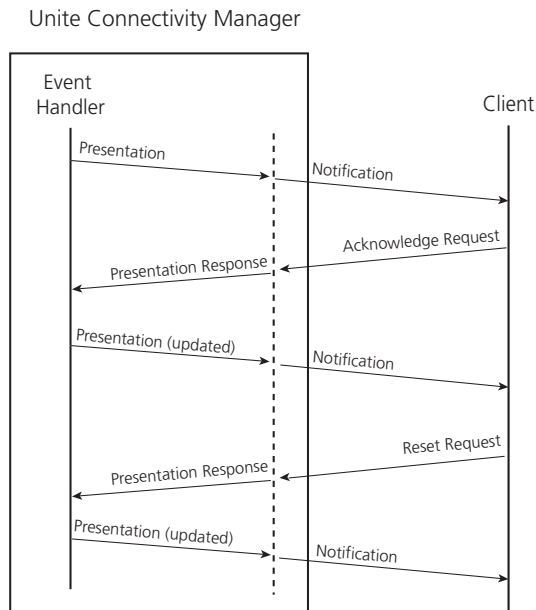 Unite Connectivity Manager
Event
Handler
Client
Presentation
Notification
Acknowledge Request
Presentation Response
Presentation (updated)
Notification
Reset Request
Presentation Response
Presentation (updated)
Notification